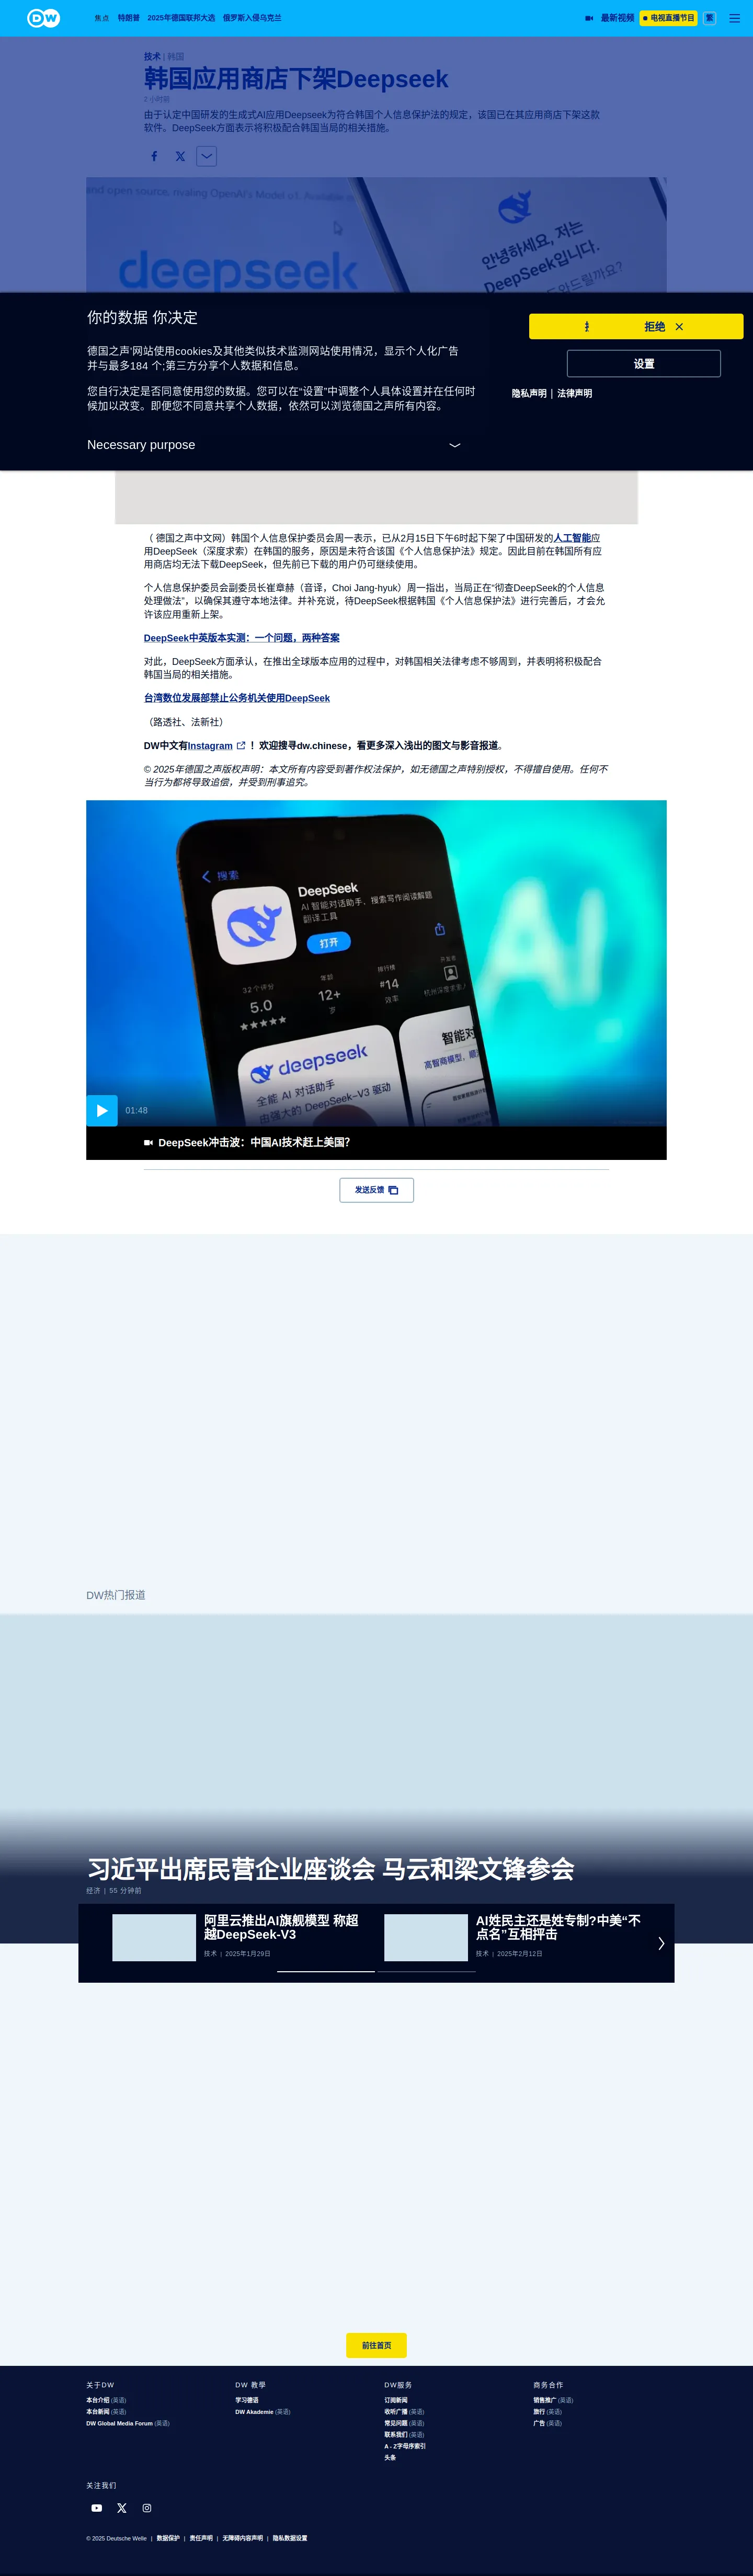 DW
焦点 特朗普 2025年德国联邦大选 俄罗斯入侵乌克兰
最新视频 电视直播节目 繁
技术 | 韩国
韩国应用商店下架Deepseek
2 小时前
由于认定中国研发的生成式AI应用Deepseek为符合韩国个人信息保护法的规定，该国已在其应用商店下架这款
软件。DeepSeek方面表示将积极配合韩国当局的相关措施。
and open source, rivaling OpenAI's Model o1. Available
deepseek
안녕하세요, 저는
DeepSeek입니다.
도와드릴까요?
你的数据 你决定
德国之声'网站使用cookies及其他类似技术监测网站使用情况，显示个人化广告
并与最多184 个;第三方分享个人数据和信息。
您自行决定是否同意使用您的数据。您可以在“设置”中调整个人具体设置并在任何时
候加以改变。即便您不同意共享个人数据，依然可以浏览德国之声所有内容。
Necessary purpose
拒绝
设置
隐私声明 | 法律声明
（ 德国之声中文网）韩国个人信息保护委员会周一表示，已从2月15日下午6时起下架了中国研发的人工智能应
用DeepSeek（深度求索）在韩国的服务，原因是未符合该国《个人信息保护法》规定。因此目前在韩国所有应
用商店均无法下载DeepSeek，但先前已下载的用户仍可继续使用。
个人信息保护委员会副委员长崔章赫（音译，Choi Jang-hyuk）周一指出，当局正在“彻查DeepSeek的个人信息
处理做法”，以确保其遵守本地法律。并补充说，待DeepSeek根据韩国《个人信息保护法》进行完善后，才会允
许该应用重新上架。
DeepSeek中英版本实测：一个问题，两种答案
对此，DeepSeek方面承认，在推出全球版本应用的过程中，对韩国相关法律考虑不够周到，并表明将积极配合
韩国当局的相关措施。
台湾数位发展部禁止公务机关使用DeepSeek
（路透社、法新社）
DW中文有Instagram ！欢迎搜寻dw.chinese，看更多深入浅出的图文与影音报道。
© 2025年德国之声版权声明：本文所有内容受到著作权法保护，如无德国之声特别授权，不得擅自使用。任何不
当行为都将导致追偿，并受到刑事追究。
搜索
DeepSeek
AI 智能对话助手、搜索写作阅读解题
翻译工具
打开
32个评分
5.0
★★★★★
年龄
12+
岁
排行榜
#14
效率
开发者
杭州深度求索
AI
deepseek
全能 AI 对话助手
由强大的 DeepSeek-V3 驱动
智能对
高智商模型，顺
01:48
DeepSeek冲击波：中国AI技术赶上美国？
发送反馈
DW热门报道
习近平出席民营企业座谈会 马云和梁文锋参会
经济 | 55 分钟前
阿里云推出AI旗舰模型 称超
越DeepSeek-V3
技术 | 2025年1月29日
AI姓民主还是姓专制?中美“不
点名”互相抨击
技术 | 2025年2月12日
前往首页
关于DW
本台介绍 (英语)
本台新闻 (英语)
DW Global Media Forum (英语)
DW 教學
学习德语
DW Akademie (英语)
DW服务
订阅新闻
收听广播 (英语)
常见问题 (英语)
联系我们 (英语)
A - Z字母序索引
头条
商务合作
销售推广 (英语)
旅行 (英语)
广告 (英语)
关注我们
© 2025 Deutsche Welle | 数据保护 | 责任声明 | 无障碍内容声明 | 隐私数据设置